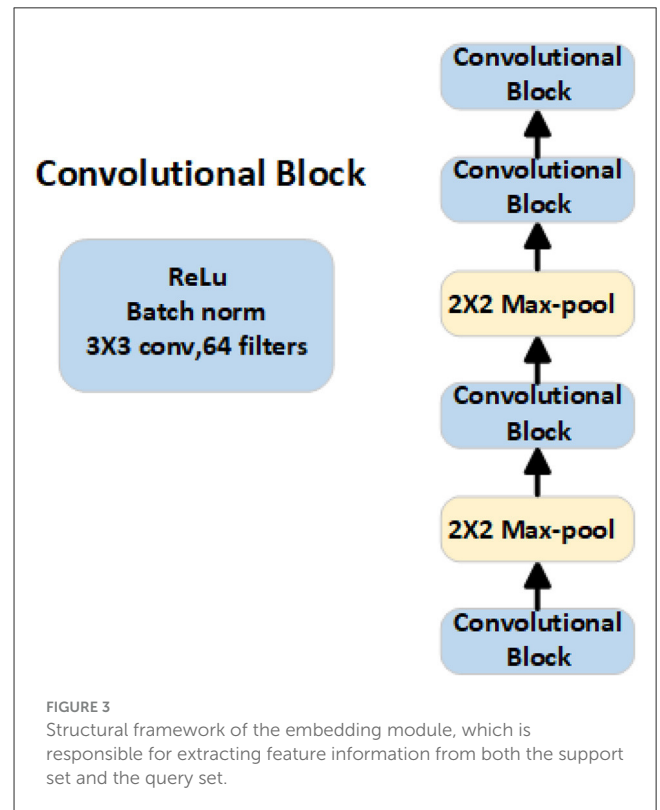 Convolutional Block
ReLu
Batch norm
3X3 conv,64 filters
Convolutional
Block
Convolutional
Block
2X2 Max-pool
Convolutional
Block
2X2 Max-pool
Convolutional
Block
FIGURE 3
Structural framework of the embedding module, which is
responsible for extracting feature information from both the support
set and the query set.